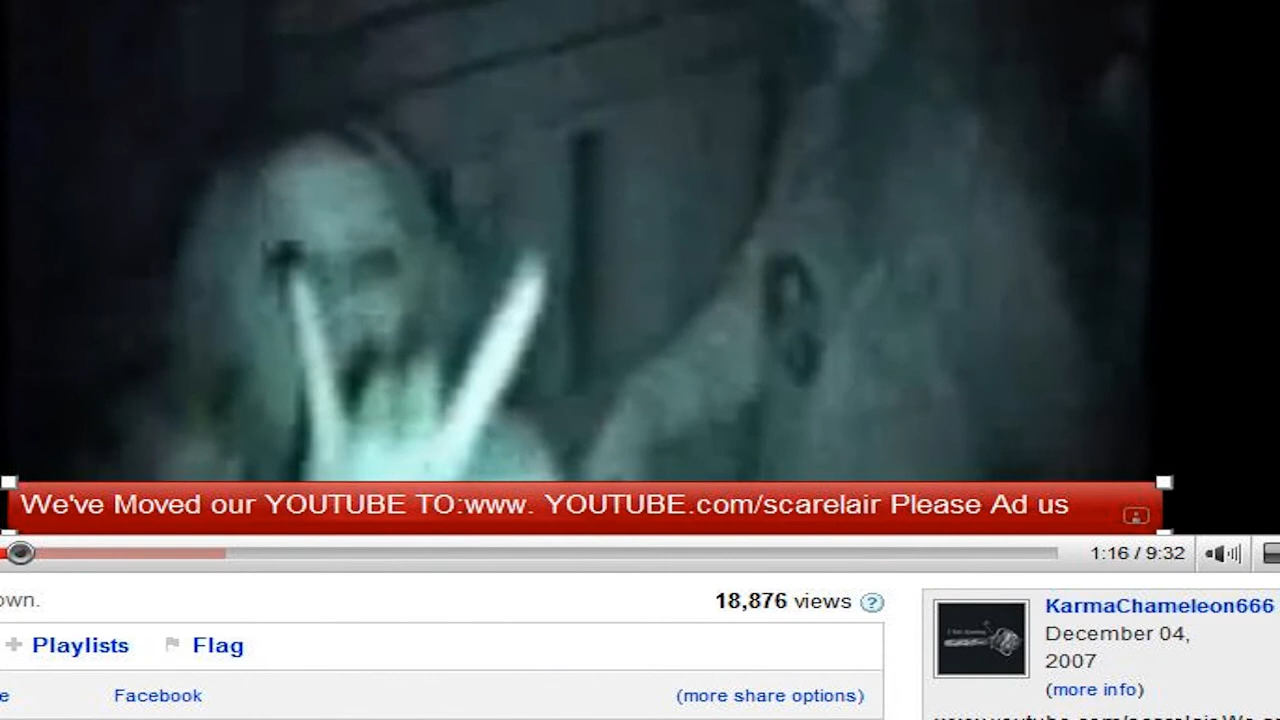 We've Moved our YOUTUBE TO:www. YOUTUBE.com/scarelair Please Ad us
1:16 / 9:32
own.
18,876 views ?
Playlists
Flag
e
Facebook
(more share options)
KarmaChameleon666
December 04,
2007
(more info)